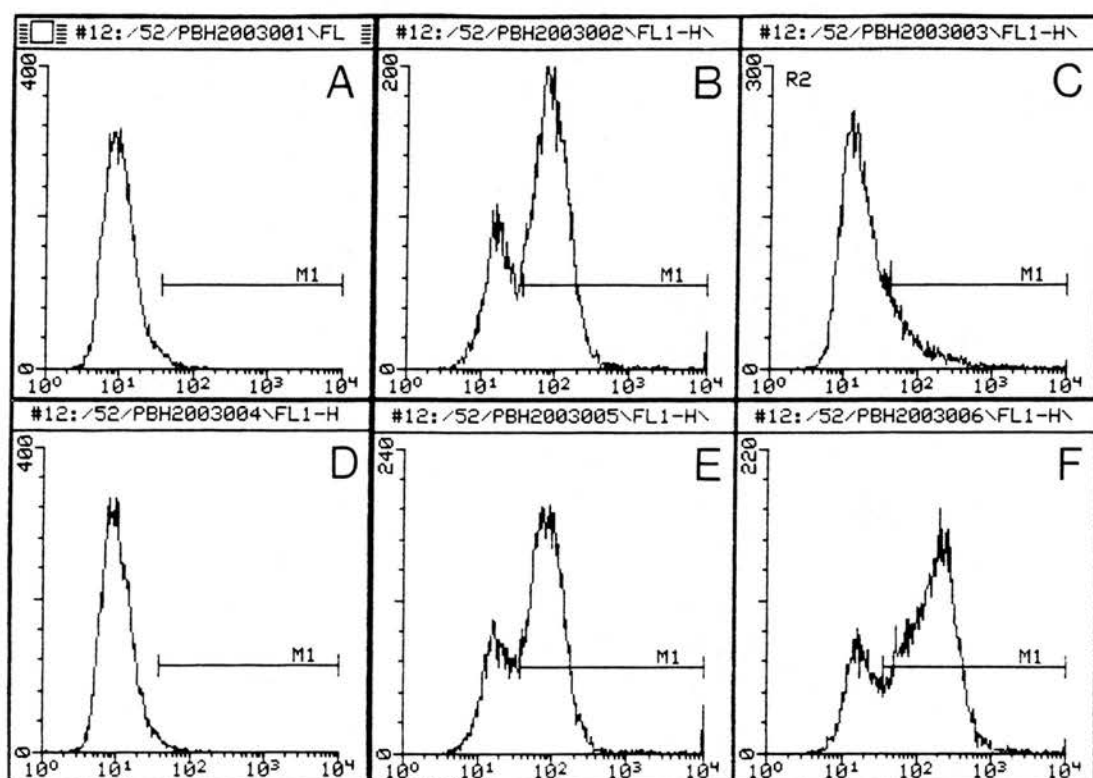 #12:/52/PBH2003001\FL
400
A
M1
0
10⁰ 10¹ 10² 10³ 10⁴
#12:/52/PBH2003002\FL1-H\
200
B
M1
0
10⁰ 10¹ 10² 10³ 10⁴
#12:/52/PBH2003003\FL1-H\
300
R2
C
M1
0
10⁰ 10¹ 10² 10³ 10⁴
#12:/52/PBH2003004\FL1-H
400
D
M1
0
10⁰ 10¹ 10² 10³ 10⁴
#12:/52/PBH2003005\FL1-H\
240
E
M1
0
10⁰ 10¹ 10² 10³ 10⁴
#12:/52/PBH2003006\FL1-H\
220
F
M1
0
10⁰ 10¹ 10² 10³ 10⁴